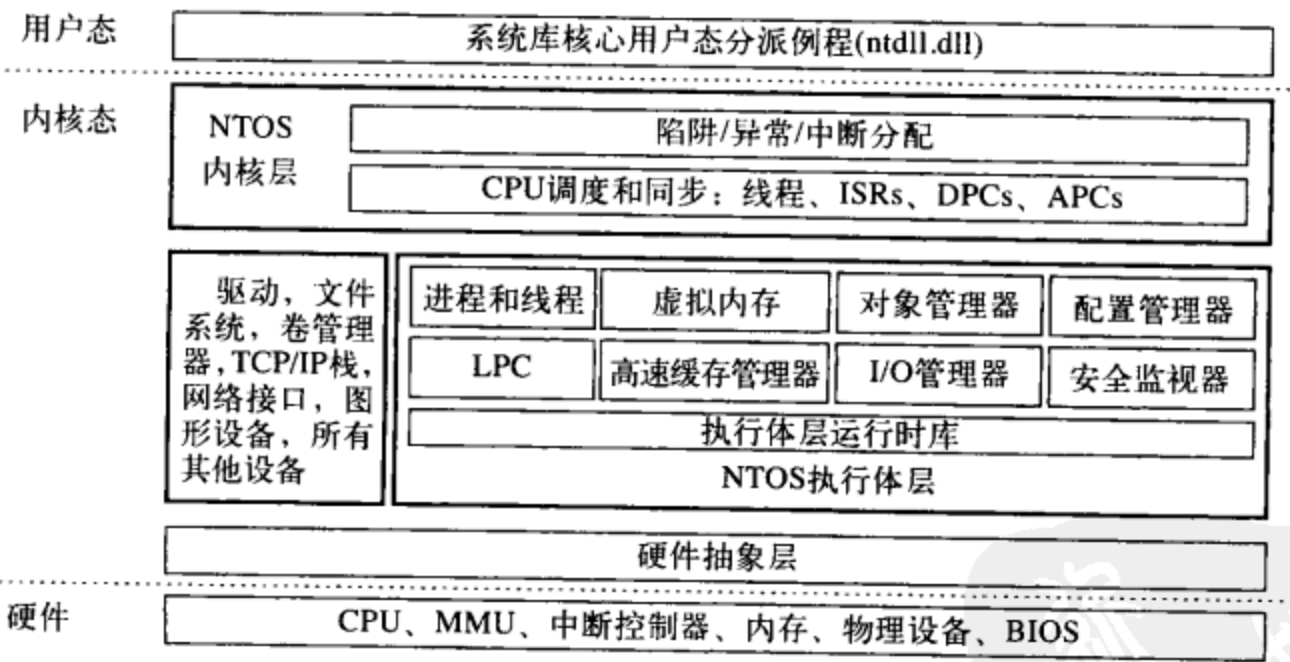 用户态
系统库核心用户态分派例程(ntdll.dll)
内核态
NTOS
内核层
陷阱/异常/中断分配
CPU调度和同步：线程、ISRs、DPCs、APCs
驱动，文件
系统，卷管理
器,TCP/IP栈,
网络接口，图
形设备，所有
其他设备
进程和线程
虚拟内存
对象管理器
配置管理器
LPC
高速缓存管理器
I/O管理器
安全监视器
执行体层运行时库
NTOS执行体层
硬件抽象层
硬件
CPU、MMU、中断控制器、内存、物理设备、BIOS